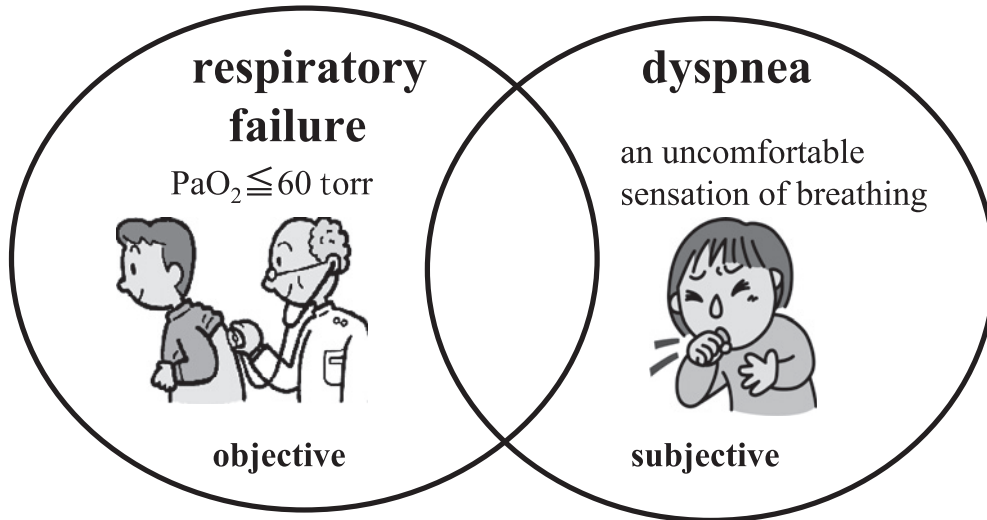 respiratory
failure
PaO₂≦60 torr
objective
dyspnea
an uncomfortable
sensation of breathing
subjective